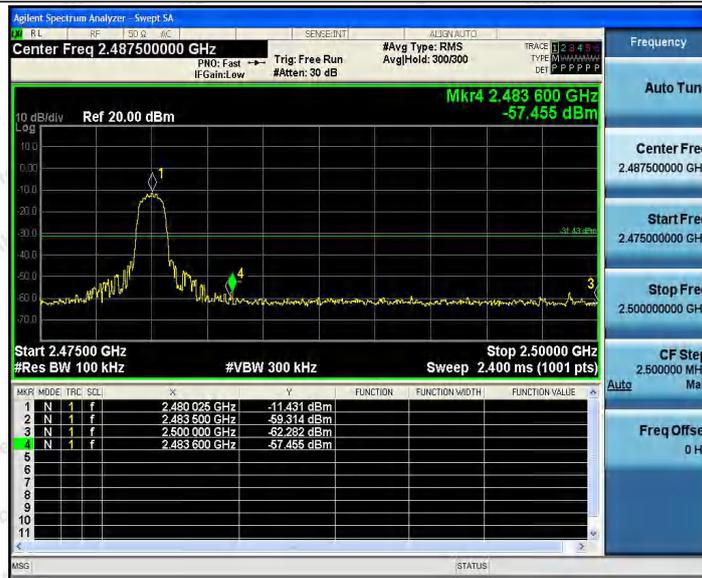 Agilent Spectrum Analyzer - Swept SA
RL RF 50 Ω AC SENSE:INT ALIGN AUTO
Center Freq 2.487500000 GHz
PNO: Fast Trig: Free Run
IFGain:Low #Atten: 30 dB
#Avg Type: RMS
Avg|Hold: 300/300
TRACE 1 2 3 4 5 6
TYPE M
DET P P P P P P
Mkr4 2.483 600 GHz
-57.455 dBm
10 dB/div Ref 20.00 dBm
Log
10.0
0.00
-10.0
-20.0
-30.0
-40.0
-50.0
-60.0
-70.0
1
4
3
-31.43 dBm
Start 2.47500 GHz Stop 2.50000 GHz
#Res BW 100 kHz #VBW 300 kHz Sweep 2.400 ms (1001 pts)
MKR MODE TRC SCL X Y FUNCTION FUNCTION WIDTH FUNCTION VALUE
1 N 1 f 2.480 025 GHz -11.431 dBm
2 N 1 f 2.483 500 GHz -59.314 dBm
3 N 1 f 2.500 000 GHz -62.282 dBm
4 N 1 f 2.483 600 GHz -57.455 dBm
5
6
7
8
9
10
11
MSG STATUS
Frequency
Auto Tun
Center Fre
2.487500000 GH
Start Fre
2.475000000 GH
Stop Fre
2.500000000 GH
CF Step
2.500000 MH
Auto Ma
Freq Offse
0 H